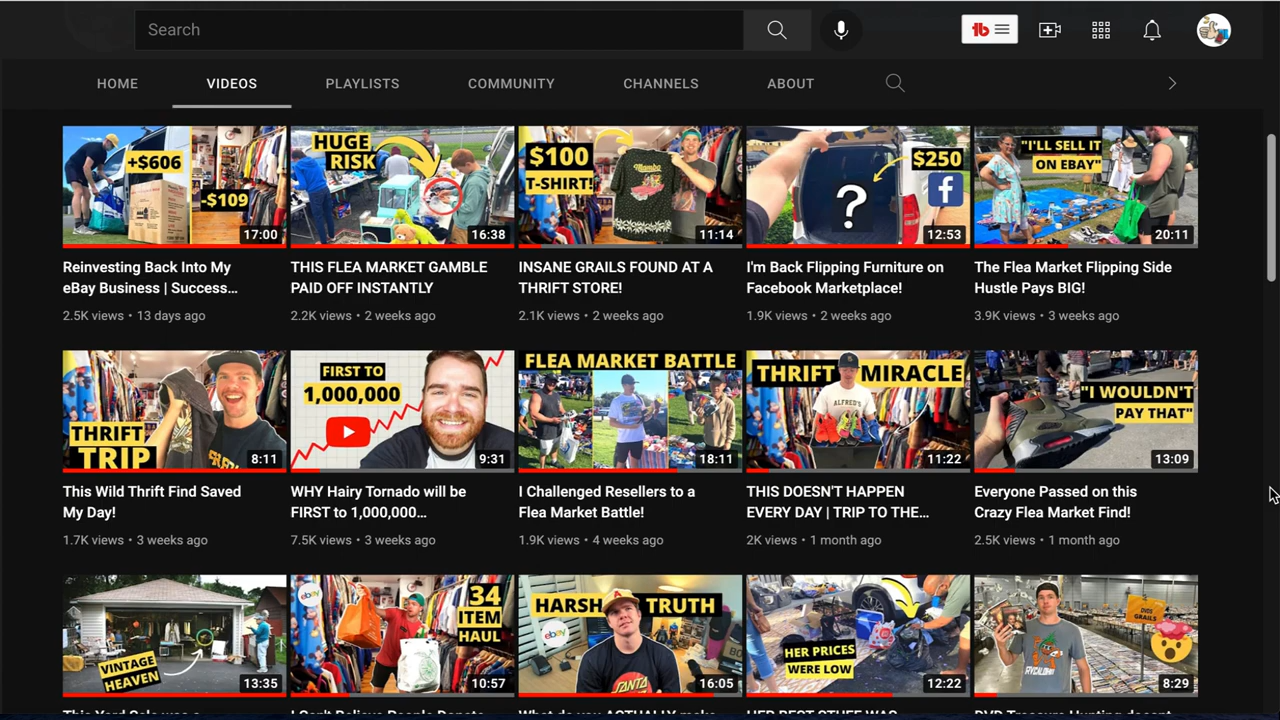 Search
HOME
VIDEOS
PLAYLISTS
COMMUNITY
CHANNELS
ABOUT
+$606
-$109
17:00
HUGE
RISK
16:38
$100
T-SHIRT!
11:14
$250
?
12:53
"I'LL SELL IT
ON EBAY"
20:11
Reinvesting Back Into My
eBay Business | Success...
2.5K views • 13 days ago
THIS FLEA MARKET GAMBLE
PAID OFF INSTANTLY
2.2K views • 2 weeks ago
INSANE GRAILS FOUND AT A
THRIFT STORE!
2.1K views • 2 weeks ago
I'm Back Flipping Furniture on
Facebook Marketplace!
1.9K views • 2 weeks ago
The Flea Market Flipping Side
Hustle Pays BIG!
3.9K views • 3 weeks ago
THRIFT
TRIP
8:11
FIRST TO
1,000,000
9:31
FLEA MARKET BATTLE
18:11
THRIFT MIRACLE
ALFRED'S
11:22
"I WOULDN'T
PAY THAT"
13:09
This Wild Thrift Find Saved
My Day!
1.7K views • 3 weeks ago
WHY Hairy Tornado will be
FIRST to 1,000,000...
7.5K views • 3 weeks ago
I Challenged Resellers to a
Flea Market Battle!
1.9K views • 4 weeks ago
THIS DOESN'T HAPPEN
EVERY DAY | TRIP TO THE...
2K views • 1 month ago
Everyone Passed on this
Crazy Flea Market Find!
2.5K views • 1 month ago
VINTAGE
HEAVEN
13:35
ebay
34
ITEM
HAUL
10:57
HARSH TRUTH
ebay
SANTA
16:05
HER PRICES
WERE LOW
12:22
DVDS
GRAILS
8:29